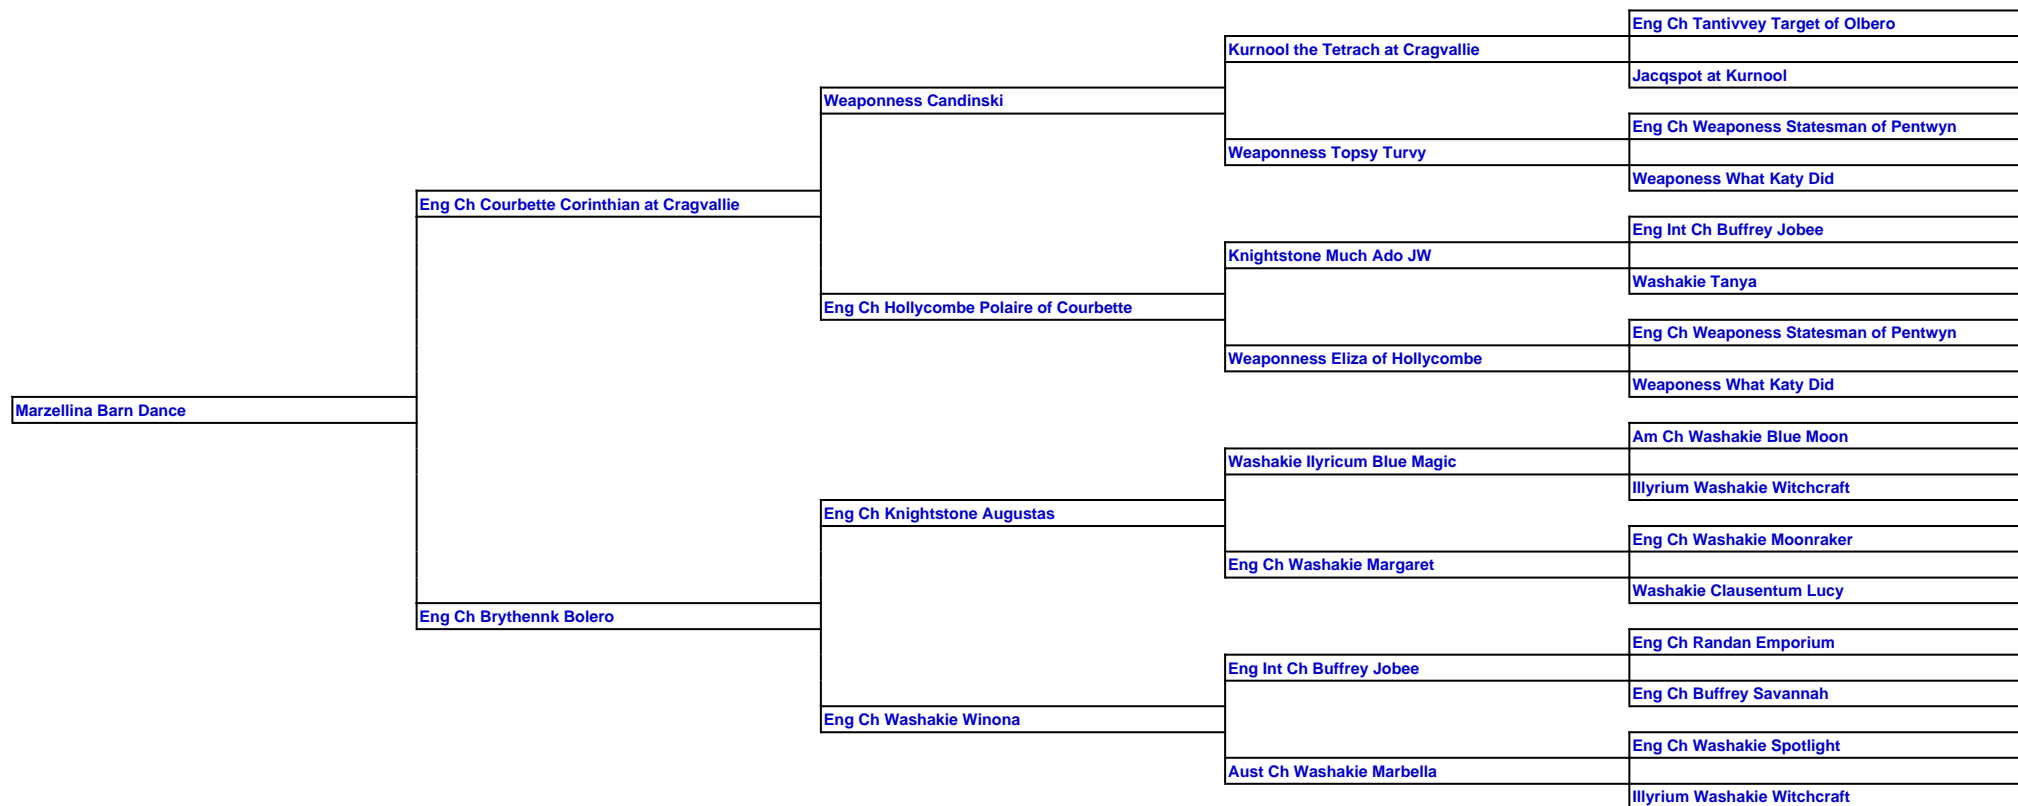 Eng Ch Tantivvey Target of Olbero
Kurnool the Tetrach at Cragvallie
Jacqspot at Kurnool
Weaponness Candinski
Eng Ch Weaponess Statesman of Pentwyn
Weaponness Topsy Turvy
Weaponess What Katy Did
Eng Ch Courbette Corinthian at Cragvallie
Eng Int Ch Buffrey Jobee
Knightstone Much Ado JW
Washakie Tanya
Eng Ch Hollycombe Polaire of Courbette
Eng Ch Weaponess Statesman of Pentwyn
Weaponness Eliza of Hollycombe
Weaponess What Katy Did
Marzellina Barn Dance
Am Ch Washakie Blue Moon
Washakie Ilyricum Blue Magic
Illyrium Washakie Witchcraft
Eng Ch Knightstone Augustas
Eng Ch Washakie Moonraker
Eng Ch Washakie Margaret
Washakie Clausentum Lucy
Eng Ch Brythennk Bolero
Eng Ch Randan Emporium
Eng Int Ch Buffrey Jobee
Eng Ch Buffrey Savannah
Eng Ch Washakie Winona
Eng Ch Washakie Spotlight
Aust Ch Washakie Marbella
Illyrium Washakie Witchcraft